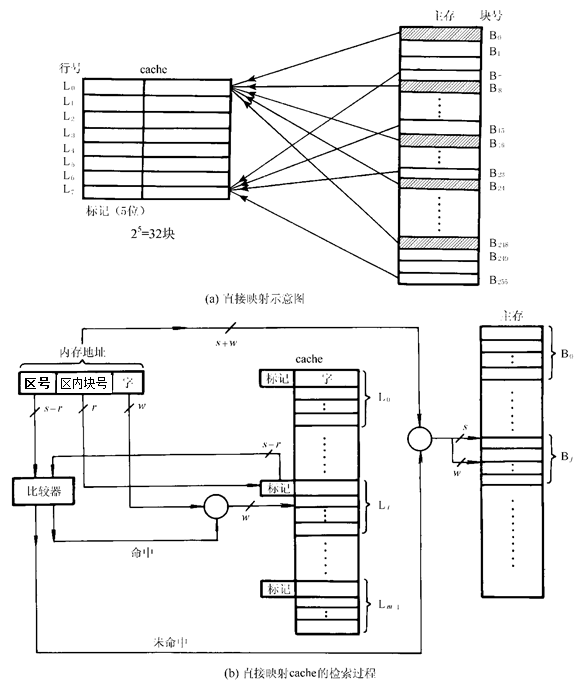 主存 块号
行号 cache
B₀
B₁
B₇
B₈
B₁₅
B₁₆
B₂₃
B₂₄
B₂₄₈
B₂₄₉
B₂₅₅
L₀
L₁
L₂
L₃
L₄
L₅
L₆
L₇
标记（5位）
2⁵=32块
(a) 直接映射示意图
主存
内存地址
s+w
cache
区号 区内块号 字
标记 字
B₀
L₀
s-r r w
s-r
s
w
Bⱼ
比较器
标记
Lᵢ
w
命中
标记
Lₘ₋₁
未命中
(b) 直接映射cache的检索过程